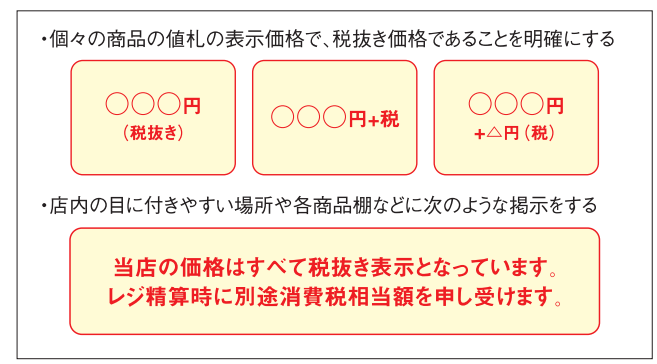 ・個々の商品の値札の表示価格で、税抜き価格であることを明確にする
○○○円
(税抜き)
○○○円+税
○○○円
+△円(税)
・店内の目に付きやすい場所や各商品棚などに次のような掲示をする
当店の価格はすべて税抜き表示となっています。
レジ精算時に別途消費税相当額を申し受けます。